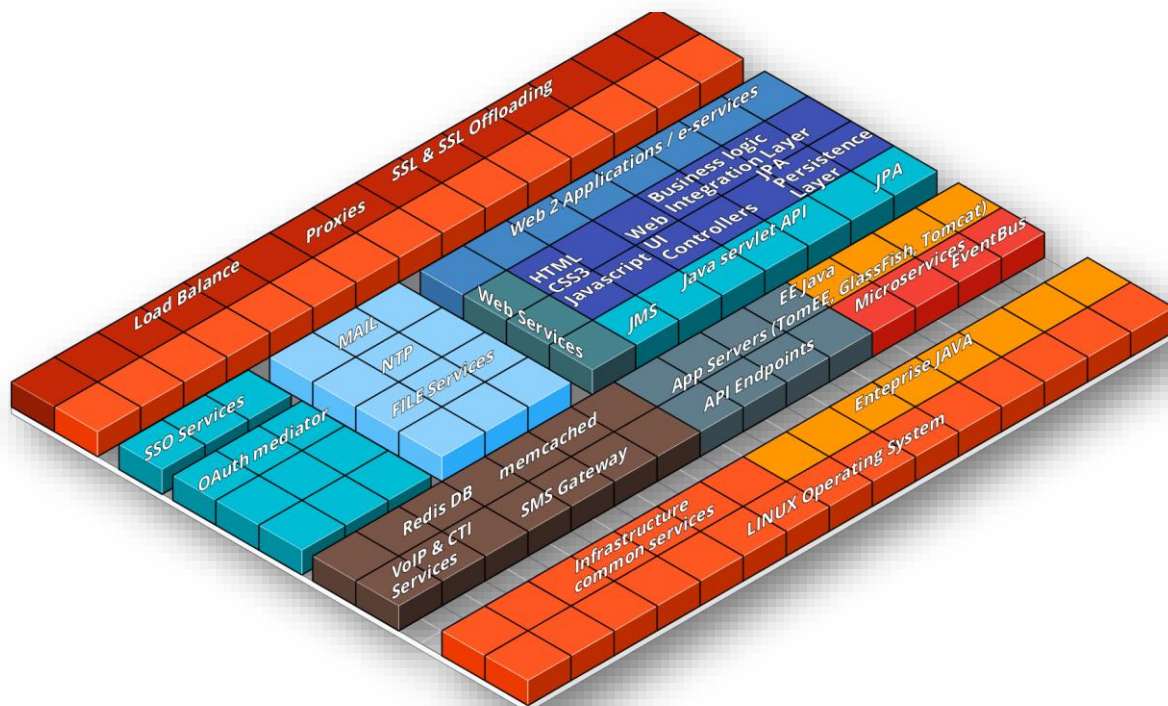 SSL & SSL Offloading
Proxies
Load Balance
Web 2 Applications / e-services
Business logic
Web Integration Layer
JPA
Persistence
Layer
HTML
CSS3
Javascript
UI
Controllers
Web Services
JMS
Java servlet API
JPA
MAIL
NTP
FILE Services
SSO Services
OAuth mediator
EE Java
App Servers (TomEE, GlassFish, Tomcat)
API Endpoints
Microservices
EventBus
Redis DB
memcached
VoIP & CTI
Services
SMS Gateway
Enteprise JAVA
Infrastructure
common services
LINUX Operating System